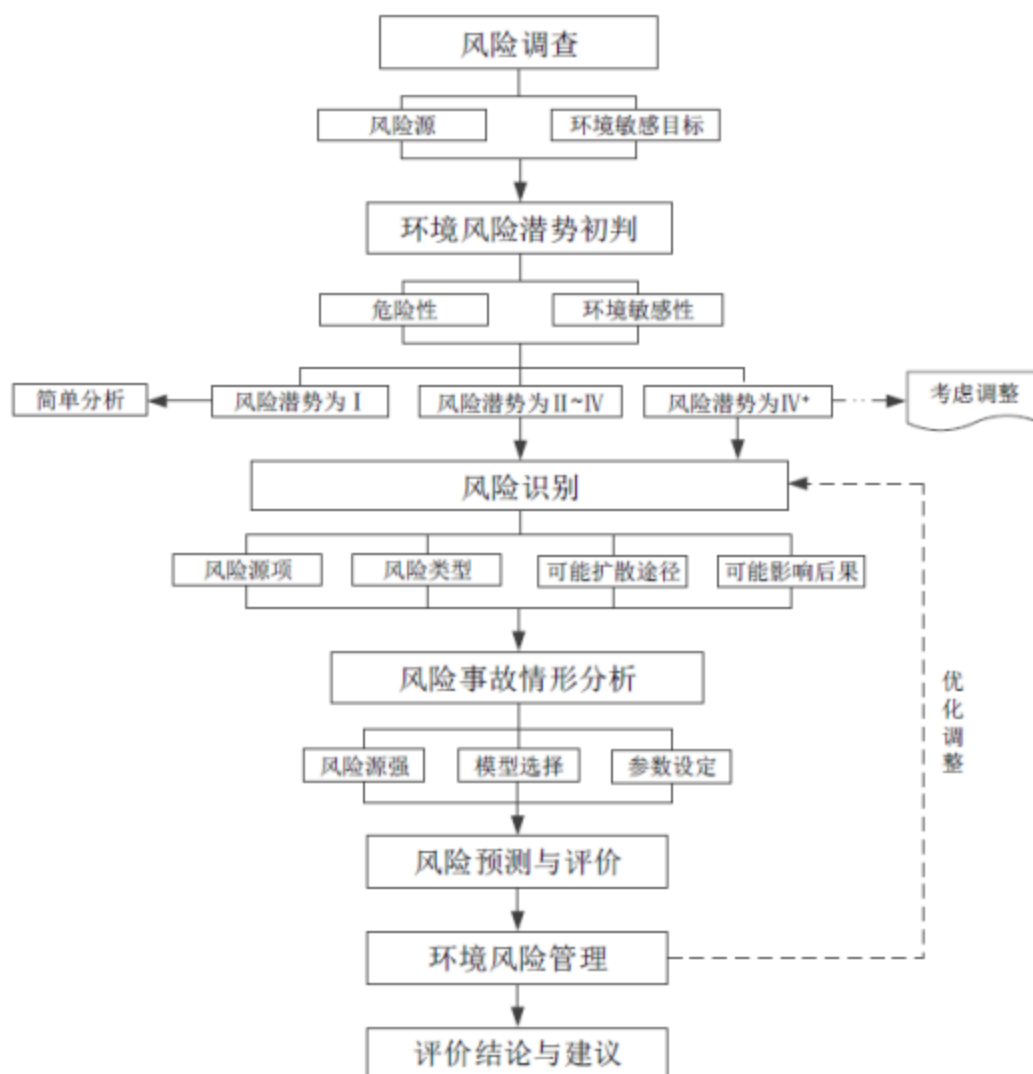 风险调查
风险源
环境敏感目标
环境风险潜势初判
危险性
环境敏感性
简单分析
风险潜势为Ⅰ
风险潜势为Ⅱ~Ⅳ
风险潜势为Ⅳ⁺
考虑调整
风险识别
风险源项
风险类型
可能扩散途径
可能影响后果
风险事故情形分析
优化调整
风险源强
模型选择
参数设定
风险预测与评价
环境风险管理
评价结论与建议